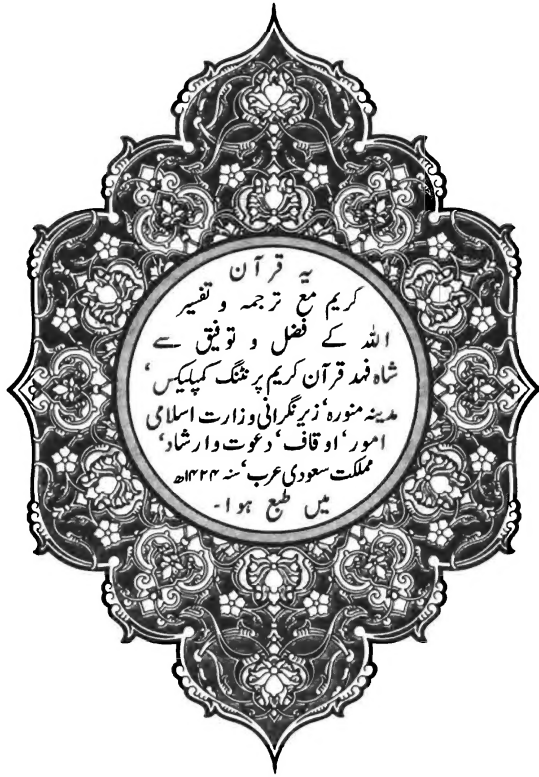 یہ قرآن
کریم مع ترجمہ و تفسیر
اللہ کے فضل و توفیق سے
شاہ فہد قرآن کریم پرنٹنگ کمپلیکس‘
مدینہ منورہ‘ زیر نگرانی وزارت اسلامی
امور‘ اوقاف‘ دعوت وارشاد‘
مملکت سعودی عرب‘ سنہ ۱۴۲۴ھ
میں طبع ہوا۔